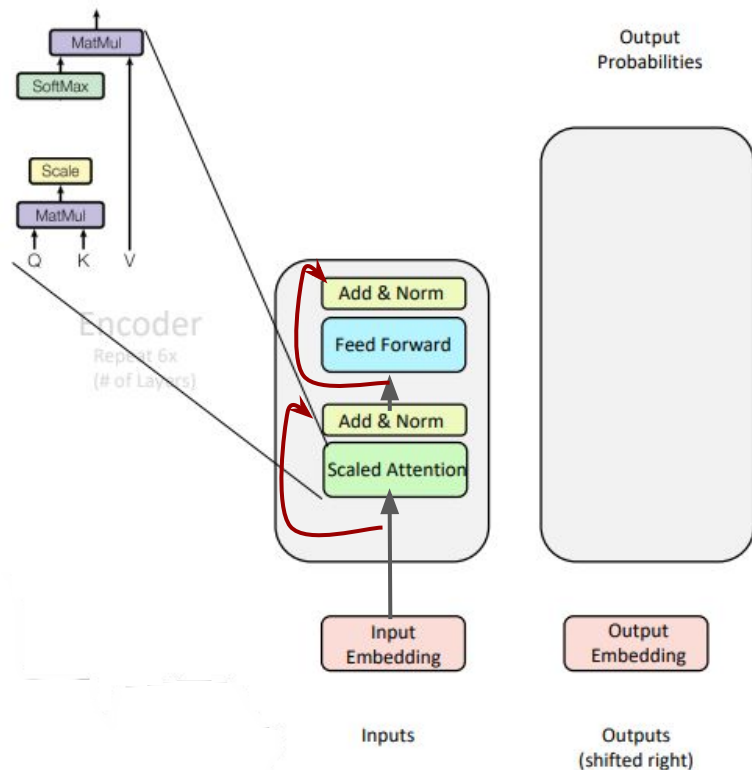 MatMul
SoftMax
Scale
MatMul
Q K V
Encoder
Repeat 6x
(# of Layers)
Add & Norm
Feed Forward
Add & Norm
Scaled Attention
Input
Embedding
Inputs
Output
Probabilities
Output
Embedding
Outputs
(shifted right)